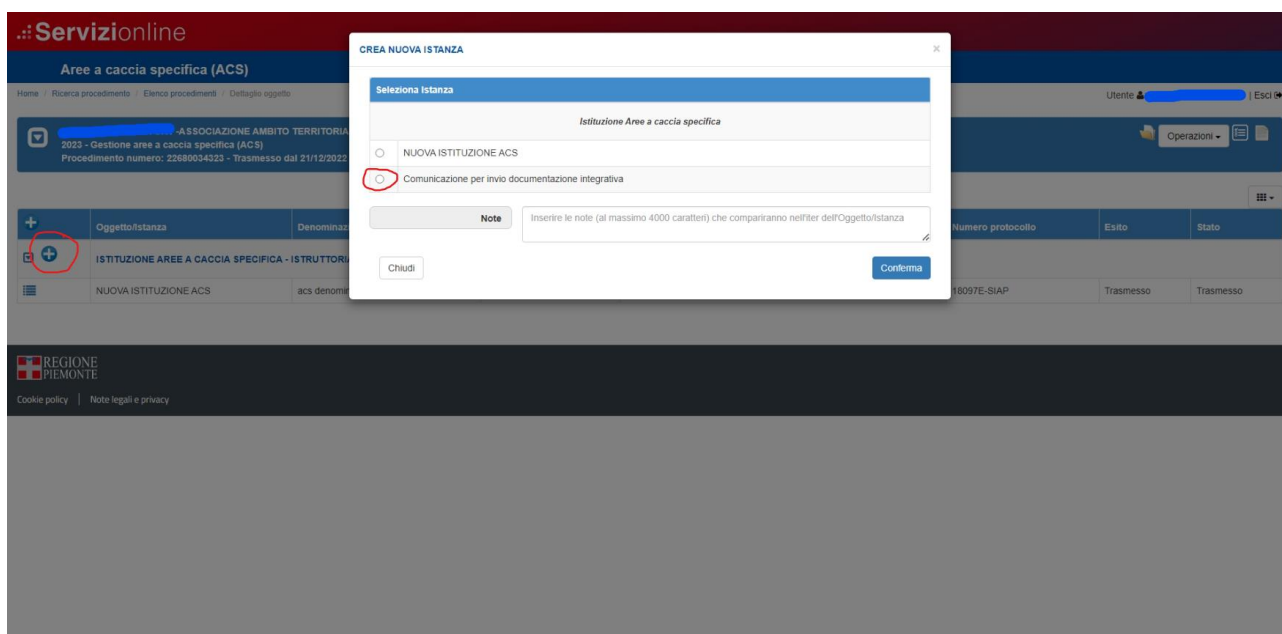 .:: Servizionline
Aree a caccia specifica (ACS)
Home / Ricerca procedimento / Elenco procedimenti / Dettaglio oggetto
Utente | Esci
-ASSOCIAZIONE AMBITO TERRITORIA
2023 - Gestione aree a caccia specifica (ACS)
Procedimento numero: 22680034323 - Trasmesso dal 21/12/2022
Operazioni
CREA NUOVA ISTANZA
×
Seleziona Istanza
Istituzione Aree a caccia specifica
NUOVA ISTITUZIONE ACS
Comunicazione per invio documentazione integrativa
Note
Inserire le note (al massimo 4000 caratteri) che compariranno nell'iter dell'Oggetto/Istanza
Chiudi
Conferma
Oggetto/Istanza Denominaz Numero protocollo Esito Stato
ISTITUZIONE AREE A CACCIA SPECIFICA - ISTRUTTORIA
NUOVA ISTITUZIONE ACS acs denomin 18097E-SIAP Trasmesso Trasmesso
REGIONE
PIEMONTE
Cookie policy | Note legali e privacy